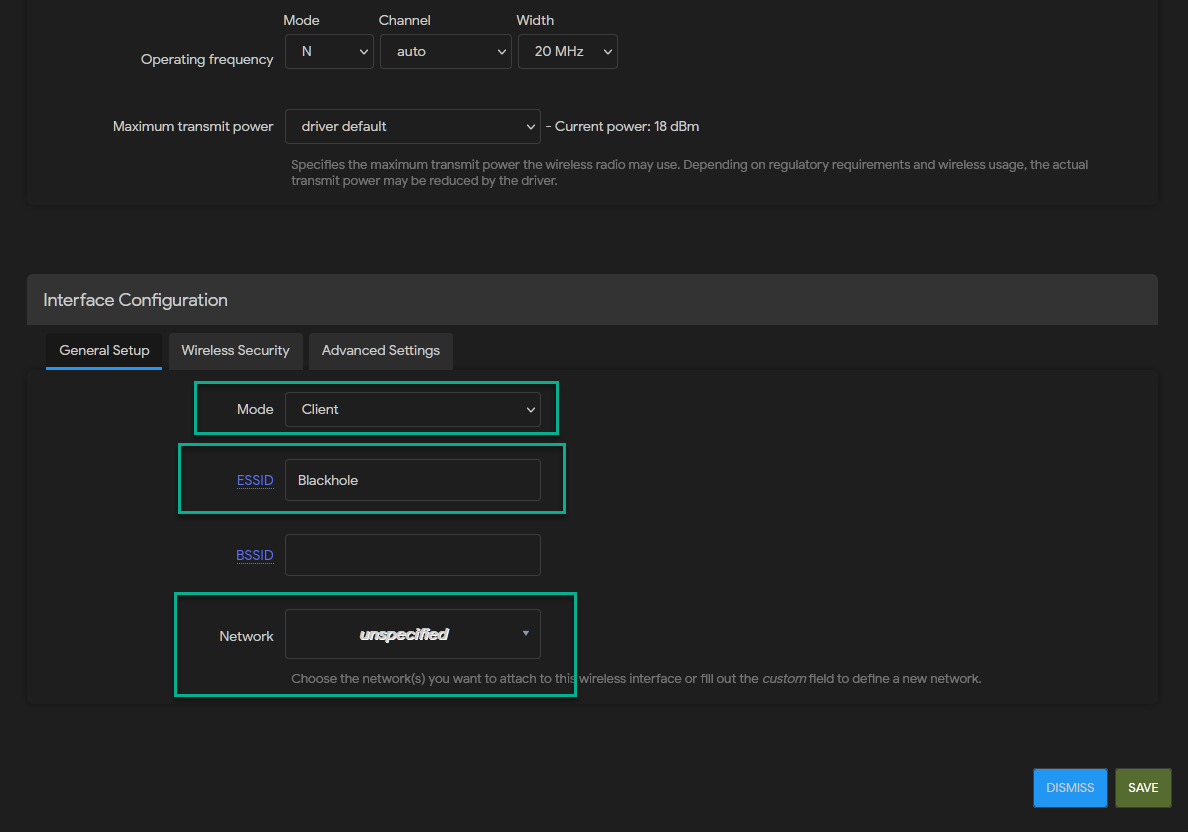 Mode Channel Width
Operating frequency N auto 20 MHz
Maximum transmit power driver default - Current power: 18 dBm
Specifies the maximum transmit power the wireless radio may use. Depending on regulatory requirements and wireless usage, the actual
transmit power may be reduced by the driver.
Interface Configuration
General Setup Wireless Security Advanced Settings
Mode Client
ESSID Blackhole
BSSID
Network unspecified
Choose the network(s) you want to attach to this wireless interface or fill out the custom field to define a new network.
DISMISS SAVE